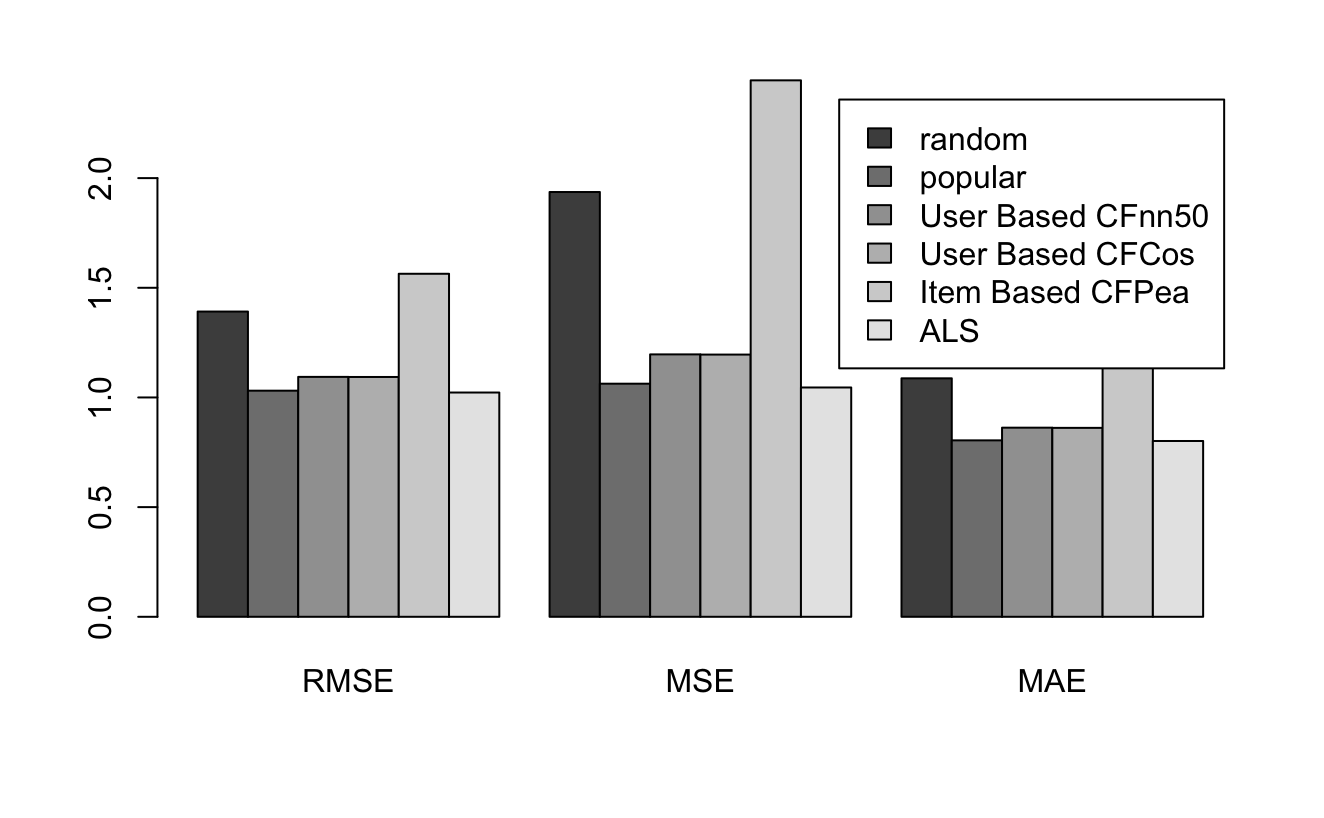 2.0
1.5
1.0
0.5
0.0
random
popular
User Based CFnn50
User Based CFCos
Item Based CFPea
ALS
RMSE MSE MAE